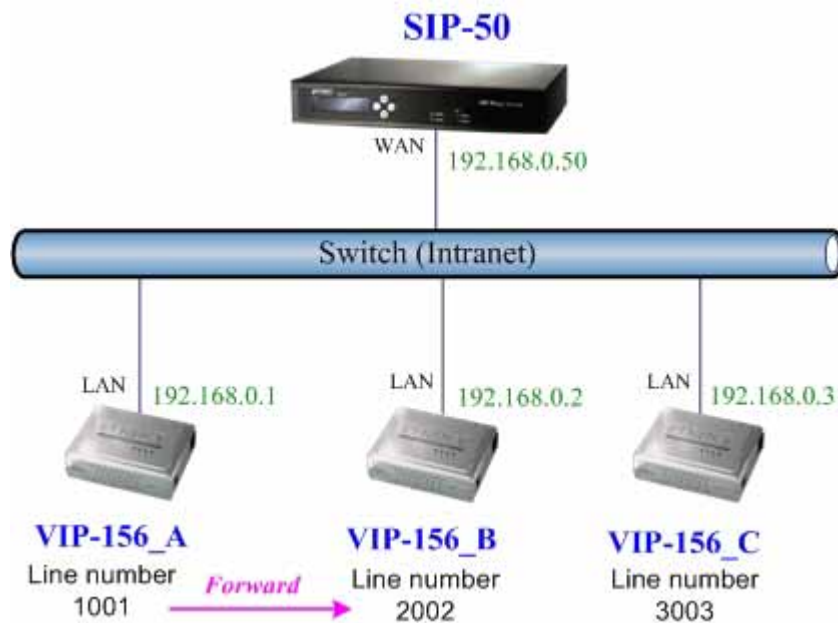 SIP-50
WAN
192.168.0.50
Switch (Intranet)
LAN
192.168.0.1
LAN
192.168.0.2
LAN
192.168.0.3
VIP-156_A
VIP-156_B
VIP-156_C
Line number
1001
Forward
Line number
2002
Line number
3003